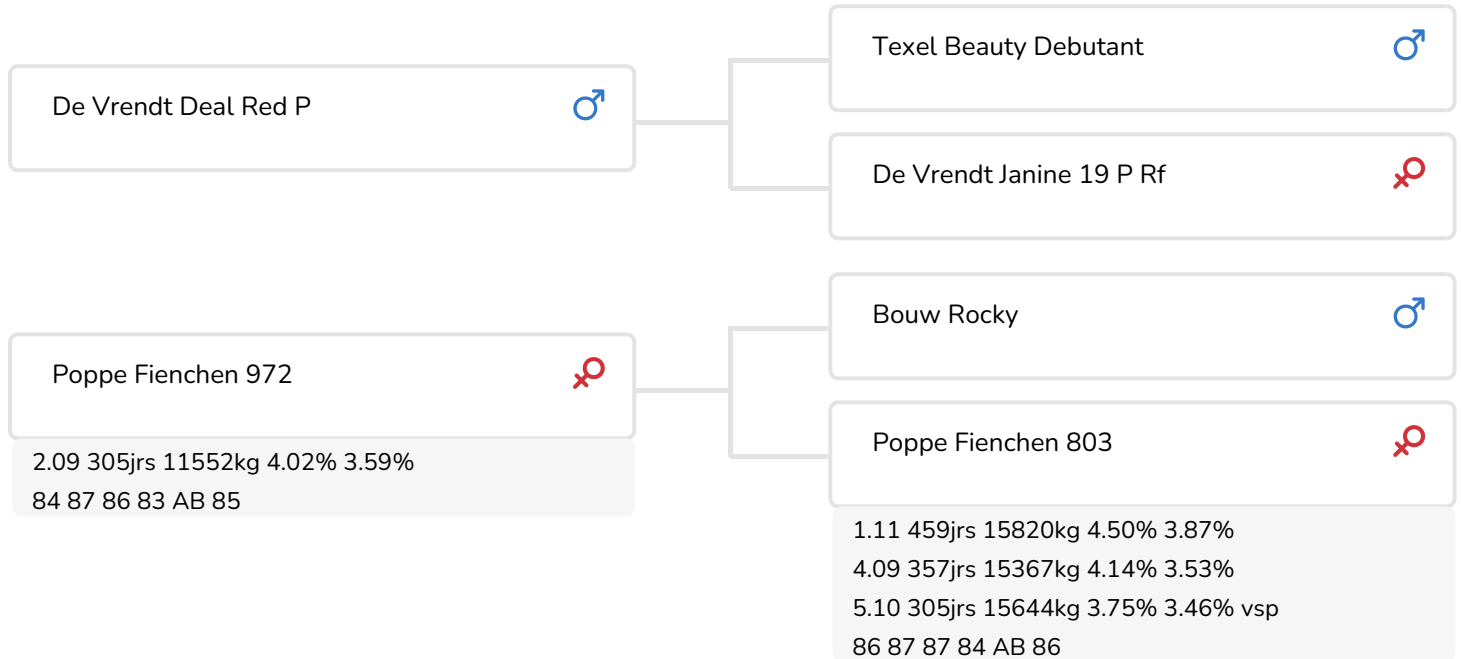 De Vrendt Deal Red P
Texel Beauty Debutant
De Vrendt Janine 19 P Rf
Poppe Fienchen 972
2.09 305jrs 11552kg 4.02% 3.59%
84 87 86 83 AB 85
Bouw Rocky
Poppe Fienchen 803
1.11 459jrs 15820kg 4.50% 3.87%
4.09 357jrs 15367kg 4.14% 3.53%
5.10 305jrs 15644kg 3.75% 3.46% vsp
86 87 87 84 AB 86